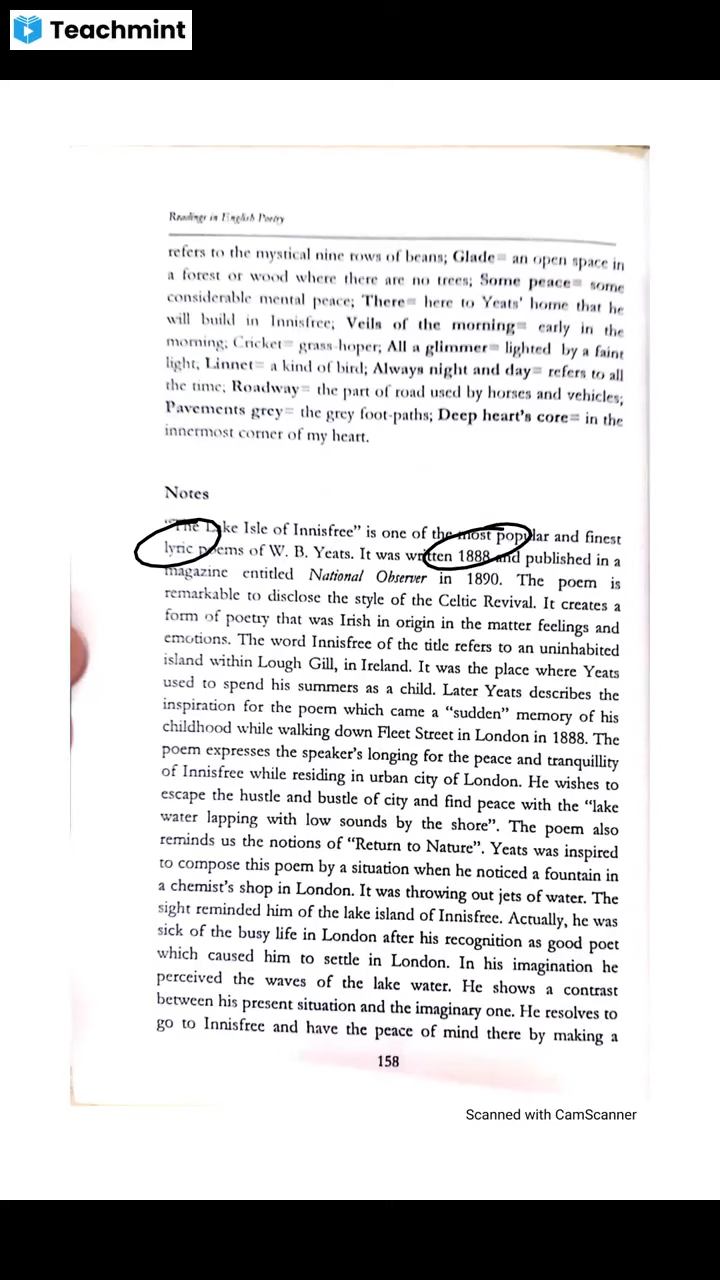 Teachmint
Readings in English Poetry
refers to the mystical nine rows of beans; Glade= an open space in
a forest or wood where there are no trees; Some peace= some
considerable mental peace; There= here to Yeats' home that he
will build in Innisfree; Veils of the morning= early in the
morning; Cricket= grass-hoper; All a glimmer= lighted by a faint
light; Linnet= a kind of bird; Always night and day= refers to all
the time; Roadway= the part of road used by horses and vehicles;
Pavements grey= the grey foot-paths; Deep heart's core= in the
innermost corner of my heart.
Notes
"The Lake Isle of Innisfree" is one of the most popular and finest
lyric poems of W. B. Yeats. It was written 1888 and published in a
magazine entitled National Observer in 1890. The poem is
remarkable to disclose the style of the Celtic Revival. It creates a
form of poetry that was Irish in origin in the matter feelings and
emotions. The word Innisfree of the title refers to an uninhabited
island within Lough Gill, in Ireland. It was the place where Yeats
used to spend his summers as a child. Later Yeats describes the
inspiration for the poem which came a "sudden" memory of his
childhood while walking down Fleet Street in London in 1888. The
poem expresses the speaker's longing for the peace and tranquillity
of Innisfree while residing in urban city of London. He wishes to
escape the hustle and bustle of city and find peace with the "lake
water lapping with low sounds by the shore". The poem also
reminds us the notions of "Return to Nature". Yeats was inspired
to compose this poem by a situation when he noticed a fountain in
a chemist's shop in London. It was throwing out jets of water. The
sight reminded him of the lake island of Innisfree. Actually, he was
sick of the busy life in London after his recognition as good poet
which caused him to settle in London. In his imagination he
perceived the waves of the lake water. He shows a contrast
between his present situation and the imaginary one. He resolves to
go to Innisfree and have the peace of mind there by making a
158
Scanned with CamScanner